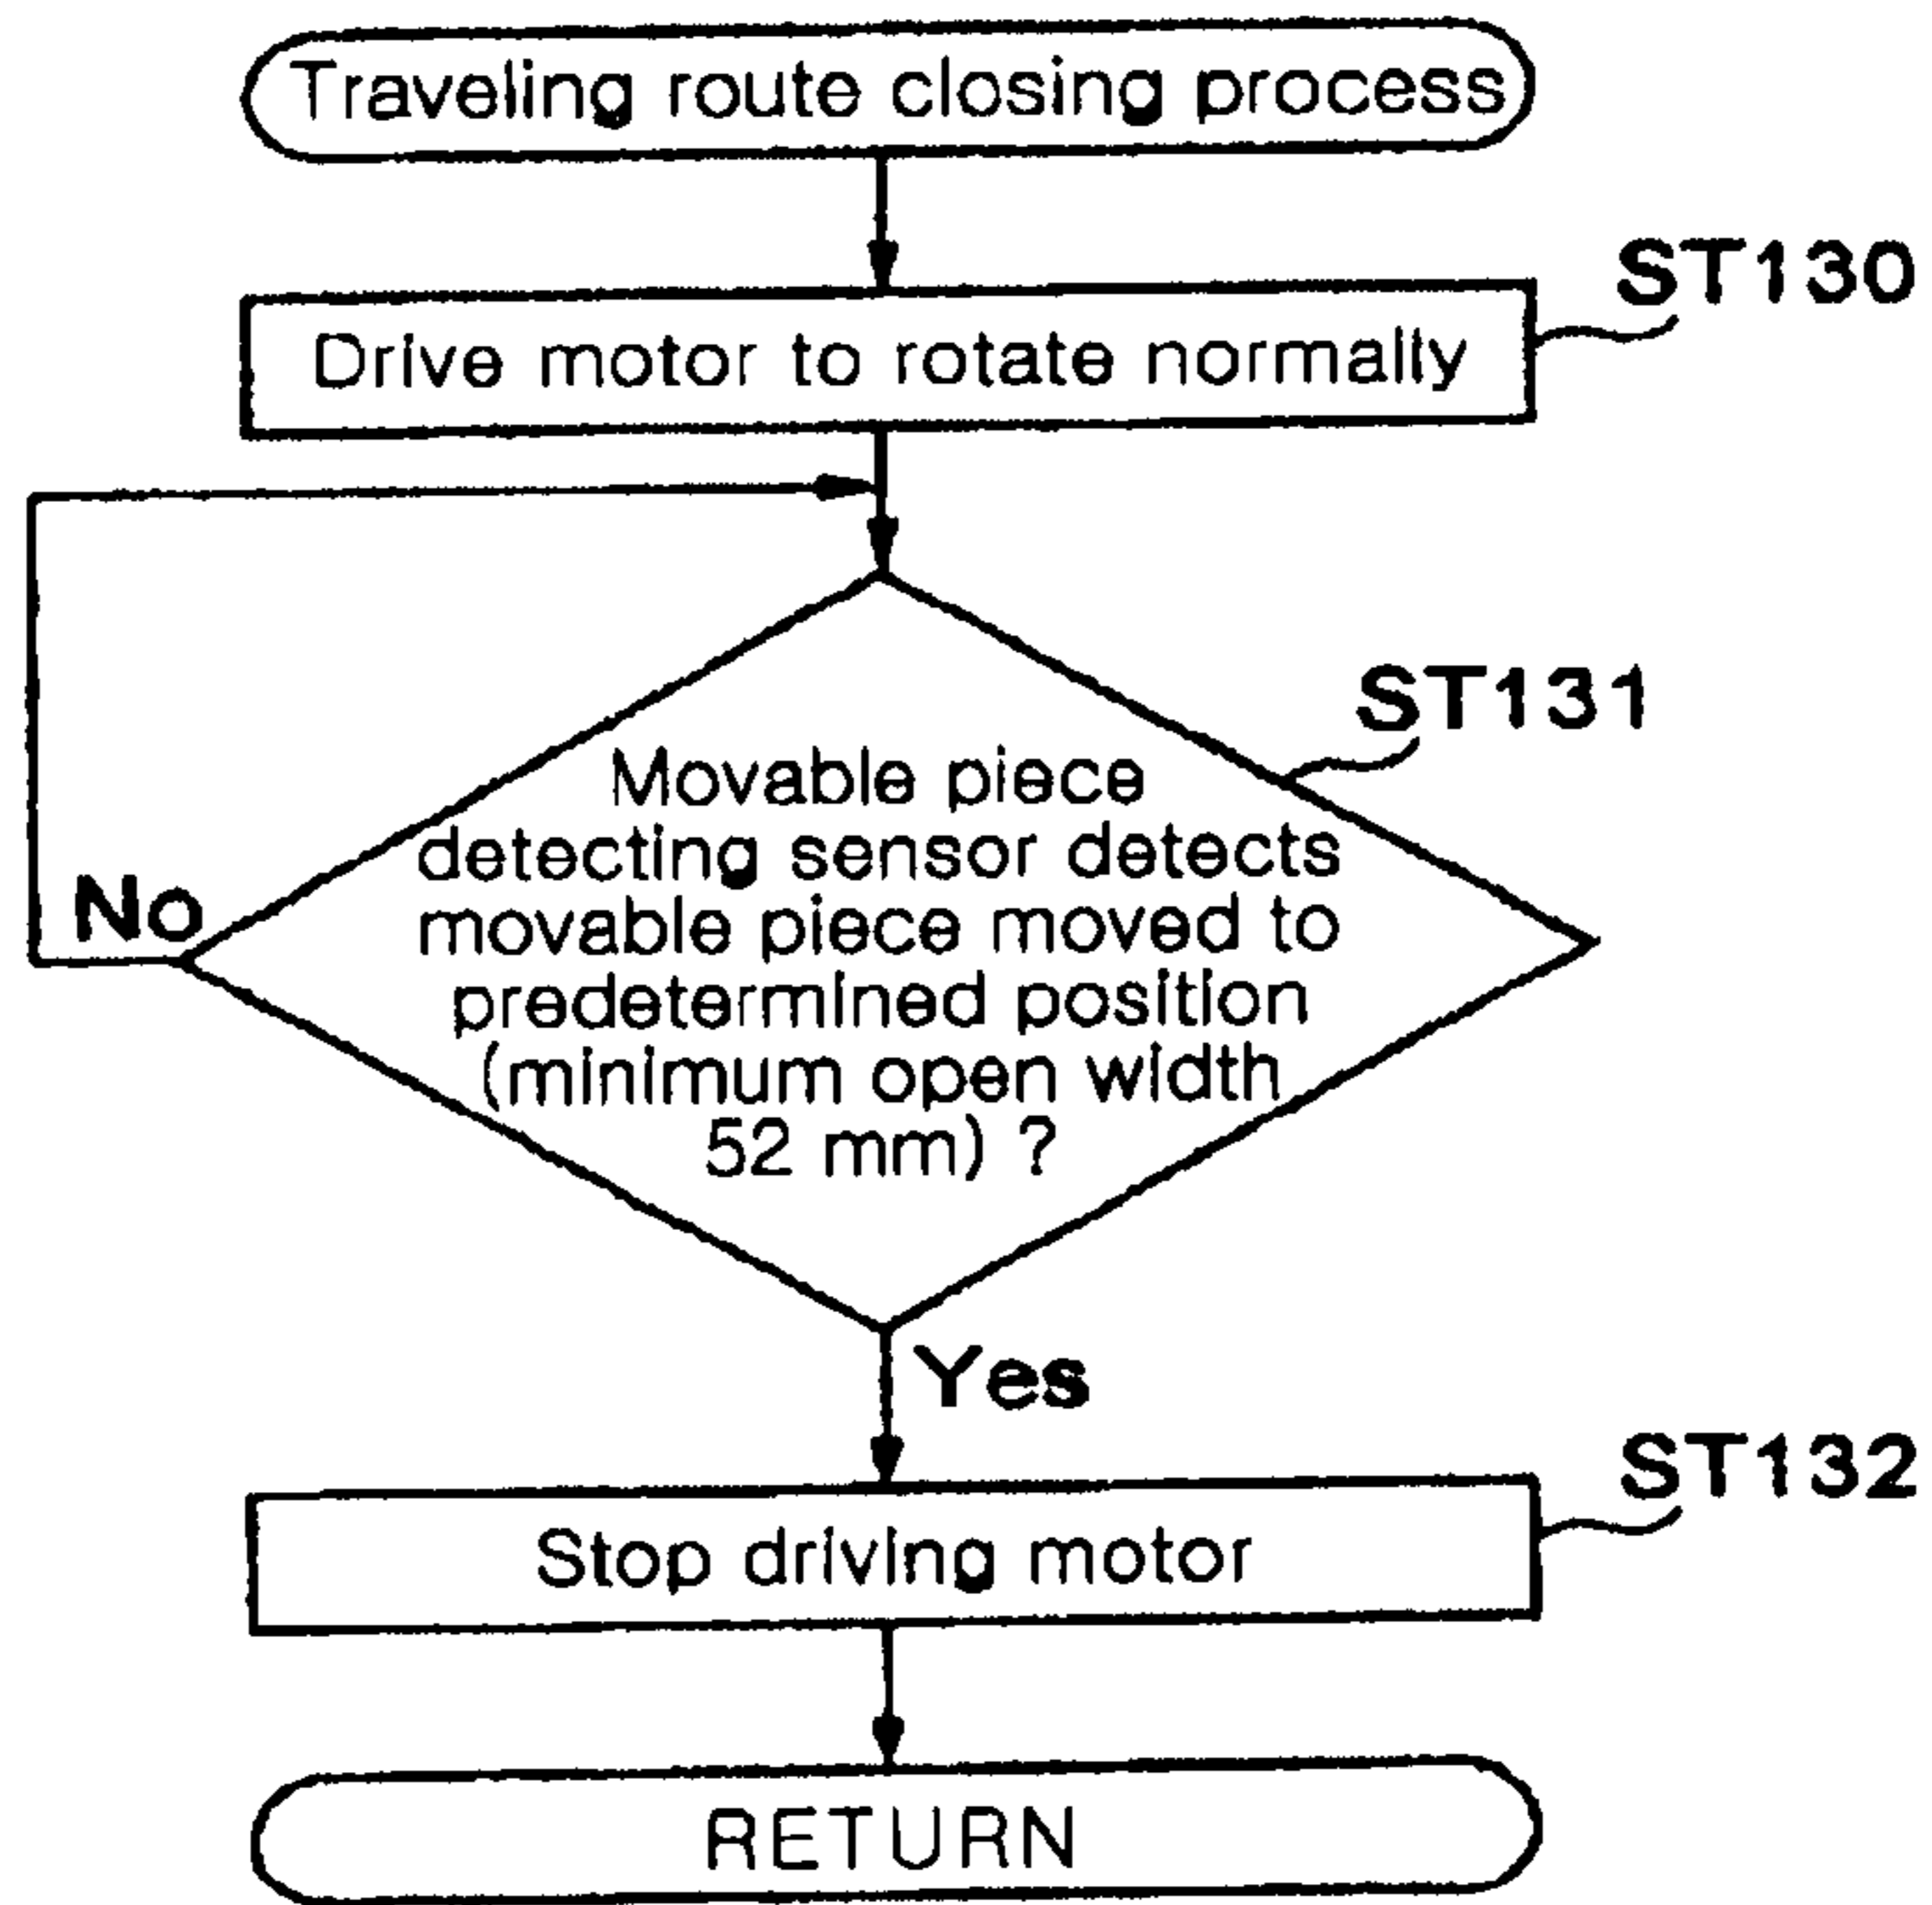 Traveling route closing process
ST130
Drive motor to rotate normally
ST131
Movable piece
detecting sensor detects
movable piece moved to
predetermined position
(minimum open width
52 mm) ?
No
Yes
ST132
Stop driving motor
RETURN